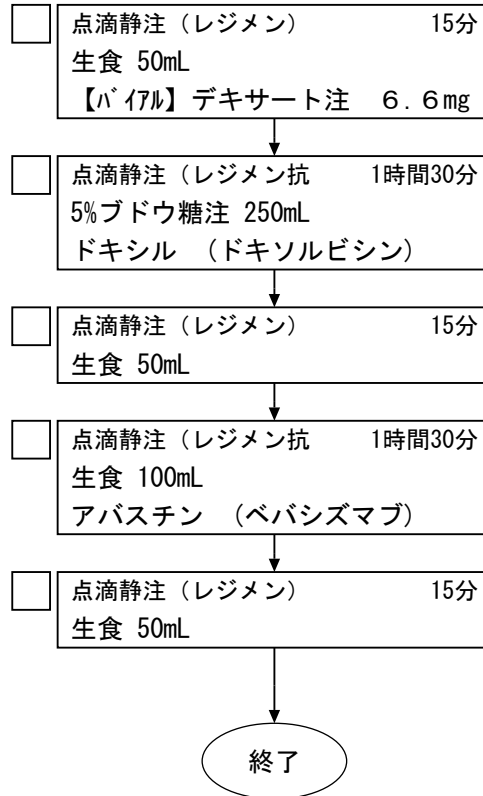 点滴静注（レジメン） 15分
生食 50mL
【ﾊﾞｲｱﾙ】デキサート注 ６．６mg
点滴静注（レジメン抗 1時間30分
5%ブドウ糖注 250mL
ドキシル （ドキソルビシン）
点滴静注（レジメン） 15分
生食 50mL
点滴静注（レジメン抗 1時間30分
生食 100mL
アバスチン （ベバシズマブ）
点滴静注（レジメン） 15分
生食 50mL
終了